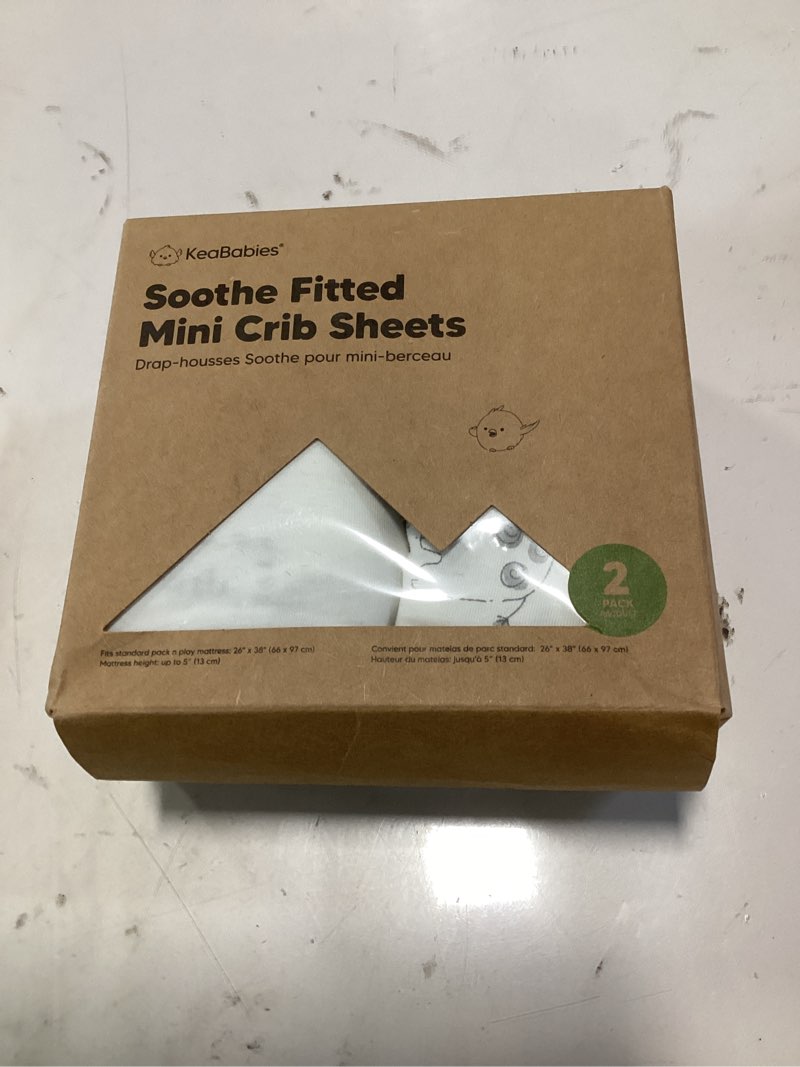 KeaBabies®
Soothe Fitted
Mini Crib Sheets
Drap-housses Soothe pour mini-berceau
2
PACK
Fits standard pack n play mattress: 26" x 38" (66 x 97 cm)
Mattress height: up to 5" (13 cm)
Convient pour matelas de parc standard: 26" x 38" (66 x 97 cm)
Hauteur du matelas: jusqu'à 5" (13 cm)